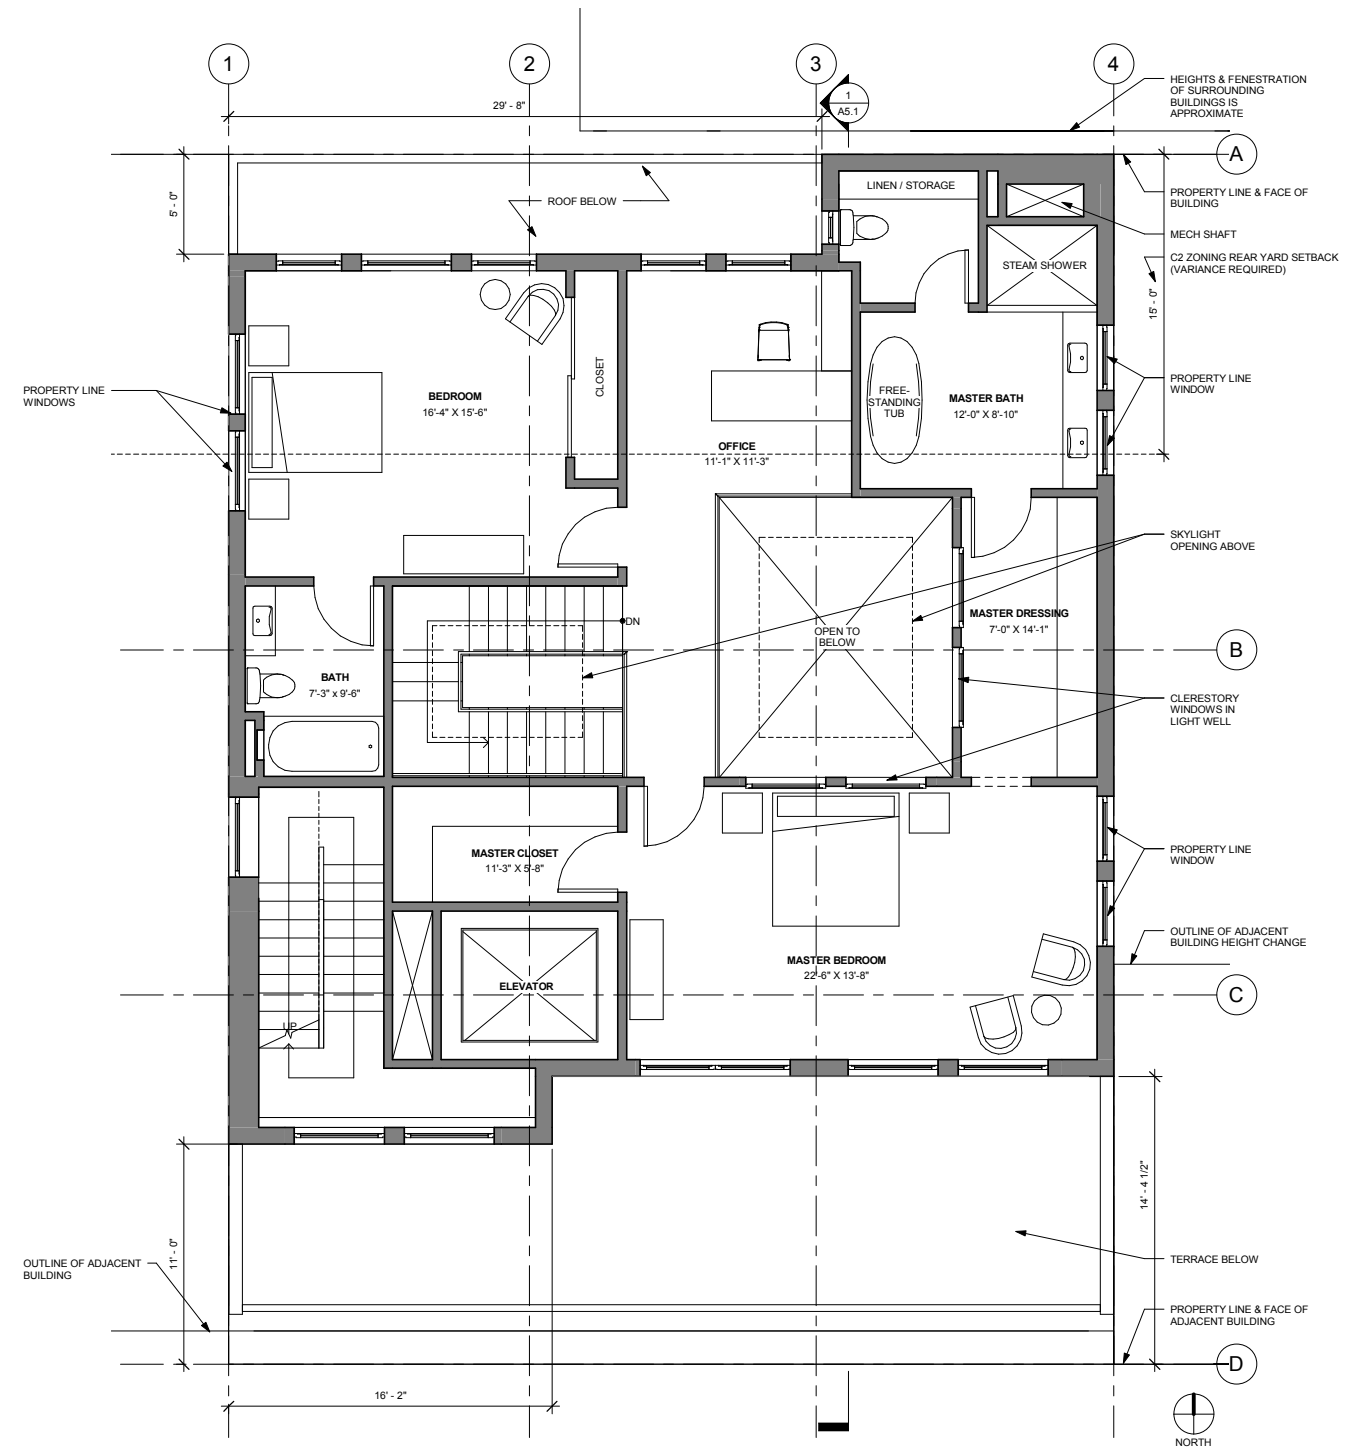 1
2
3
4
29' - 8"
1
A5.1
HEIGHTS & FENESTRATION
OF SURROUNDING
BUILDINGS IS
APPROXIMATE
A
5' - 0"
ROOF BELOW
LINEN / STORAGE
PROPERTY LINE & FACE OF
BUILDING
MECH SHAFT
STEAM SHOWER
C2 ZONING REAR YARD SETBACK
(VARIANCE REQUIRED)
15' - 0"
PROPERTY LINE
WINDOWS
BEDROOM
16'-4" X 15'-6"
CLOSET
FREE-
STANDING
TUB
MASTER BATH
12'-0" X 8'-10"
PROPERTY LINE
WINDOW
OFFICE
11'-1" X 11'-3"
SKYLIGHT
OPENING ABOVE
DN
OPEN TO
BELOW
MASTER DRESSING
7'-0" X 14'-1"
B
BATH
7'-3" x 9'-6"
CLERESTORY
WINDOWS IN
LIGHT WELL
MASTER CLOSET
11'-3" X 5'-8"
PROPERTY LINE
WINDOW
OUTLINE OF ADJACENT
BUILDING HEIGHT CHANGE
MASTER BEDROOM
22'-6" X 13'-8"
ELEVATOR
C
UP
14' - 4 1/2"
11' - 0"
OUTLINE OF ADJACENT
BUILDING
TERRACE BELOW
PROPERTY LINE & FACE OF
ADJACENT BUILDING
D
16' - 2"
NORTH